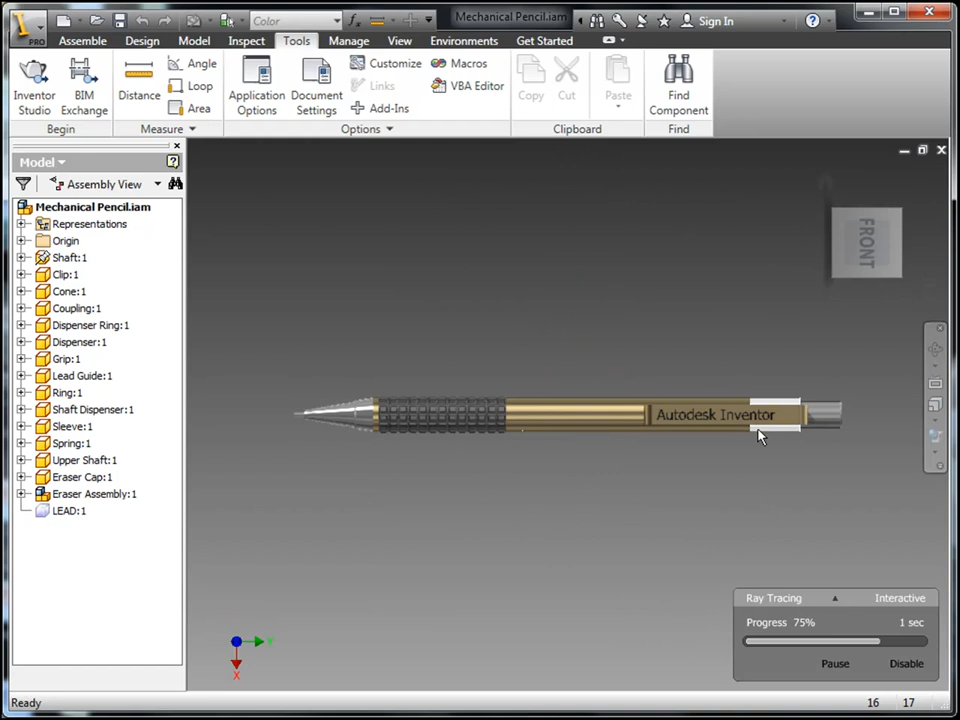 Color
Mechanical Pencil.iam
Sign In
PRO
Assemble Design Model Inspect Tools Manage View Environments Get Started
Inventor Studio
BIM Exchange
Distance
Angle
Loop
Area
Application Options
Document Settings
Customize
Links
Add-Ins
Macros
VBA Editor
Copy
Cut
Paste
Find Component
Begin
Measure
Options
Clipboard
Find
Model
Assembly View
Mechanical Pencil.iam
Representations
Origin
Shaft:1
Clip:1
Cone:1
Coupling:1
Dispenser Ring:1
Dispenser:1
Grip:1
Lead Guide:1
Ring:1
Shaft Dispenser:1
Sleeve:1
Spring:1
Upper Shaft:1
Eraser Cap:1
Eraser Assembly:1
LEAD:1
FRONT
Autodesk Inventor
Y
X
Ray Tracing Interactive
Progress 75% 1 sec
Pause Disable
Ready 16 17